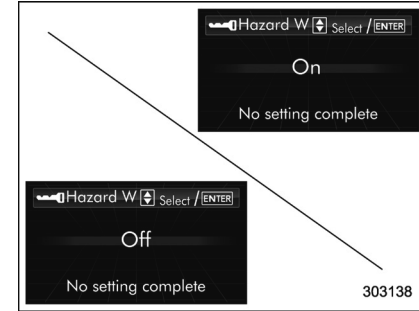 Hazard W Select / ENTER
On
No setting complete
Hazard W Select / ENTER
Off
No setting complete
303138